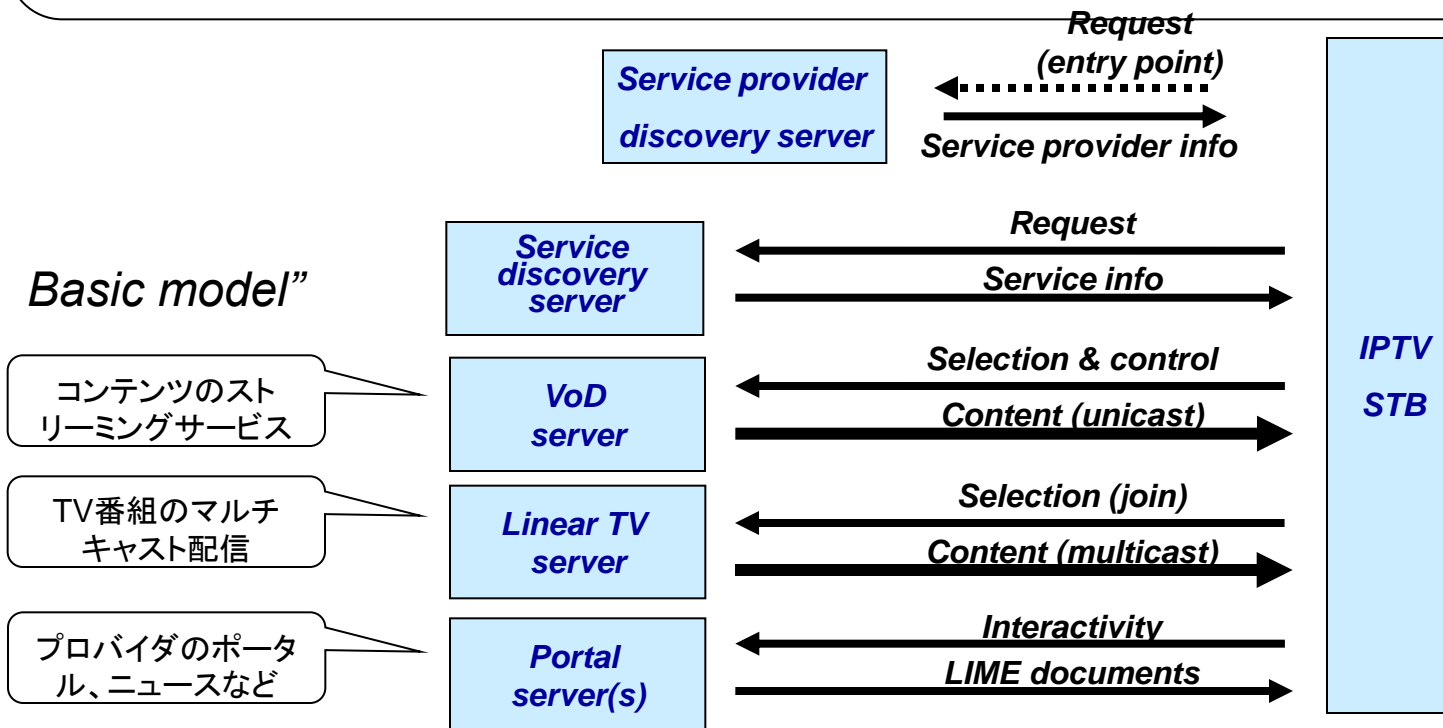 Request
(entry point)
Service provider
discovery server
Service provider info
Request
Service
discovery
server
Service info
Basic model”
IPTV
STB
コンテンツのスト
リーミングサービス
VoD
server
Selection & control
Content (unicast)
TV番組のマルチ
キャスト配信
Linear TV
server
Selection (join)
Content (multicast)
プロバイダのポータ
ル、ニュースなど
Portal
server(s)
Interactivity
LIME documents